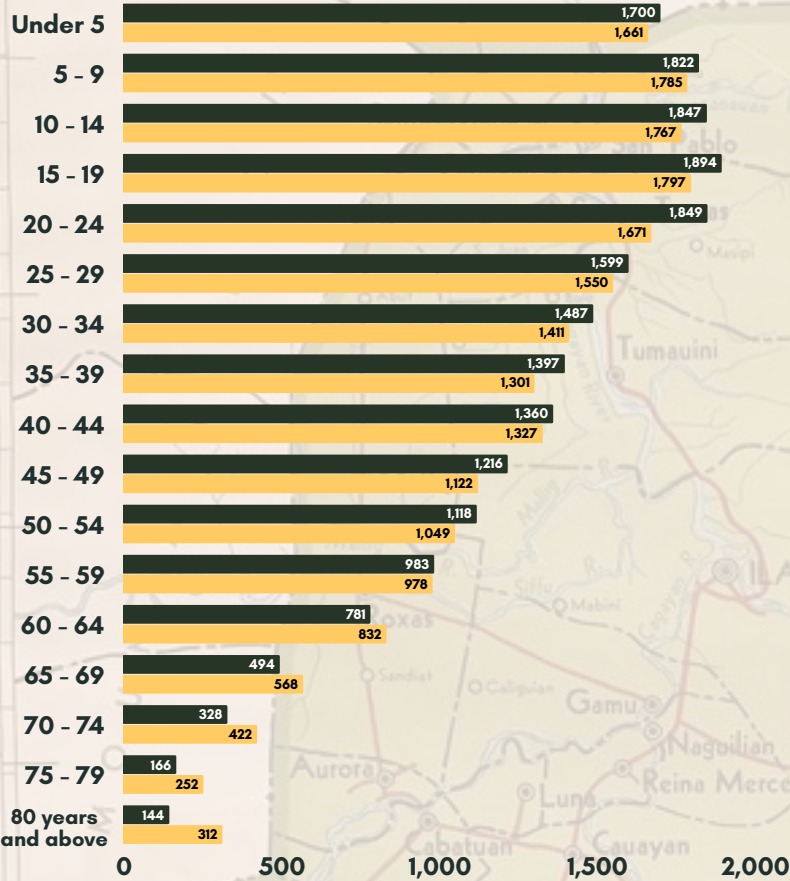 Under 5
1,700
1,661
5 - 9
1,822
1,785
10 - 14
1,847
1,767
15 - 19
1,894
1,797
20 - 24
1,849
1,671
25 - 29
1,599
1,550
30 - 34
1,487
1,411
35 - 39
1,397
1,301
40 - 44
1,360
1,327
45 - 49
1,216
1,122
50 - 54
1,118
1,049
55 - 59
983
978
60 - 64
781
832
65 - 69
494
568
70 - 74
328
422
75 - 79
166
252
80 years
and above
144
312
0 500 1,000 1,500 2,000
San Pablo
Masipi
Tumauini
Mallig R.
Siffu R.
Mabini
ILA
Roxas
Sandiat
Caliguian
Gamu
Naguilian
Aurora
Reina Merce
Luna
Cabatuan
Cauayan